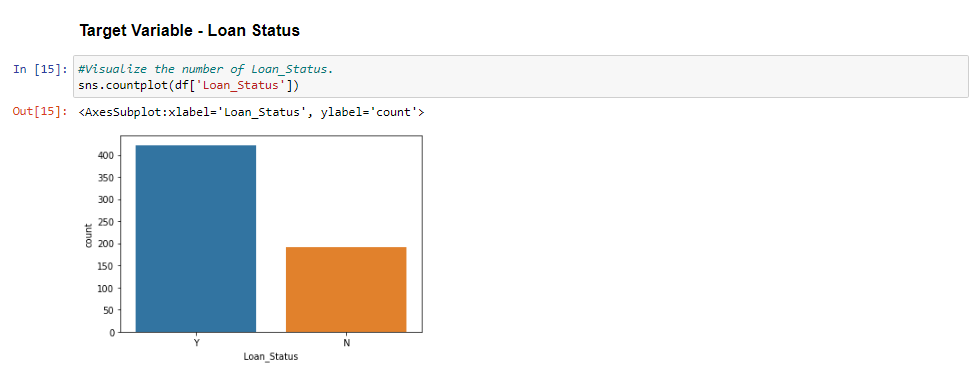 Target Variable - Loan Status
In [15]: #Visualize the number of Loan_Status.
sns.countplot(df['Loan_Status'])
Out[15]: <AxesSubplot:xlabel='Loan_Status', ylabel='count'>
400
350
300
250
200
150
100
50
0
count
Y N
Loan_Status